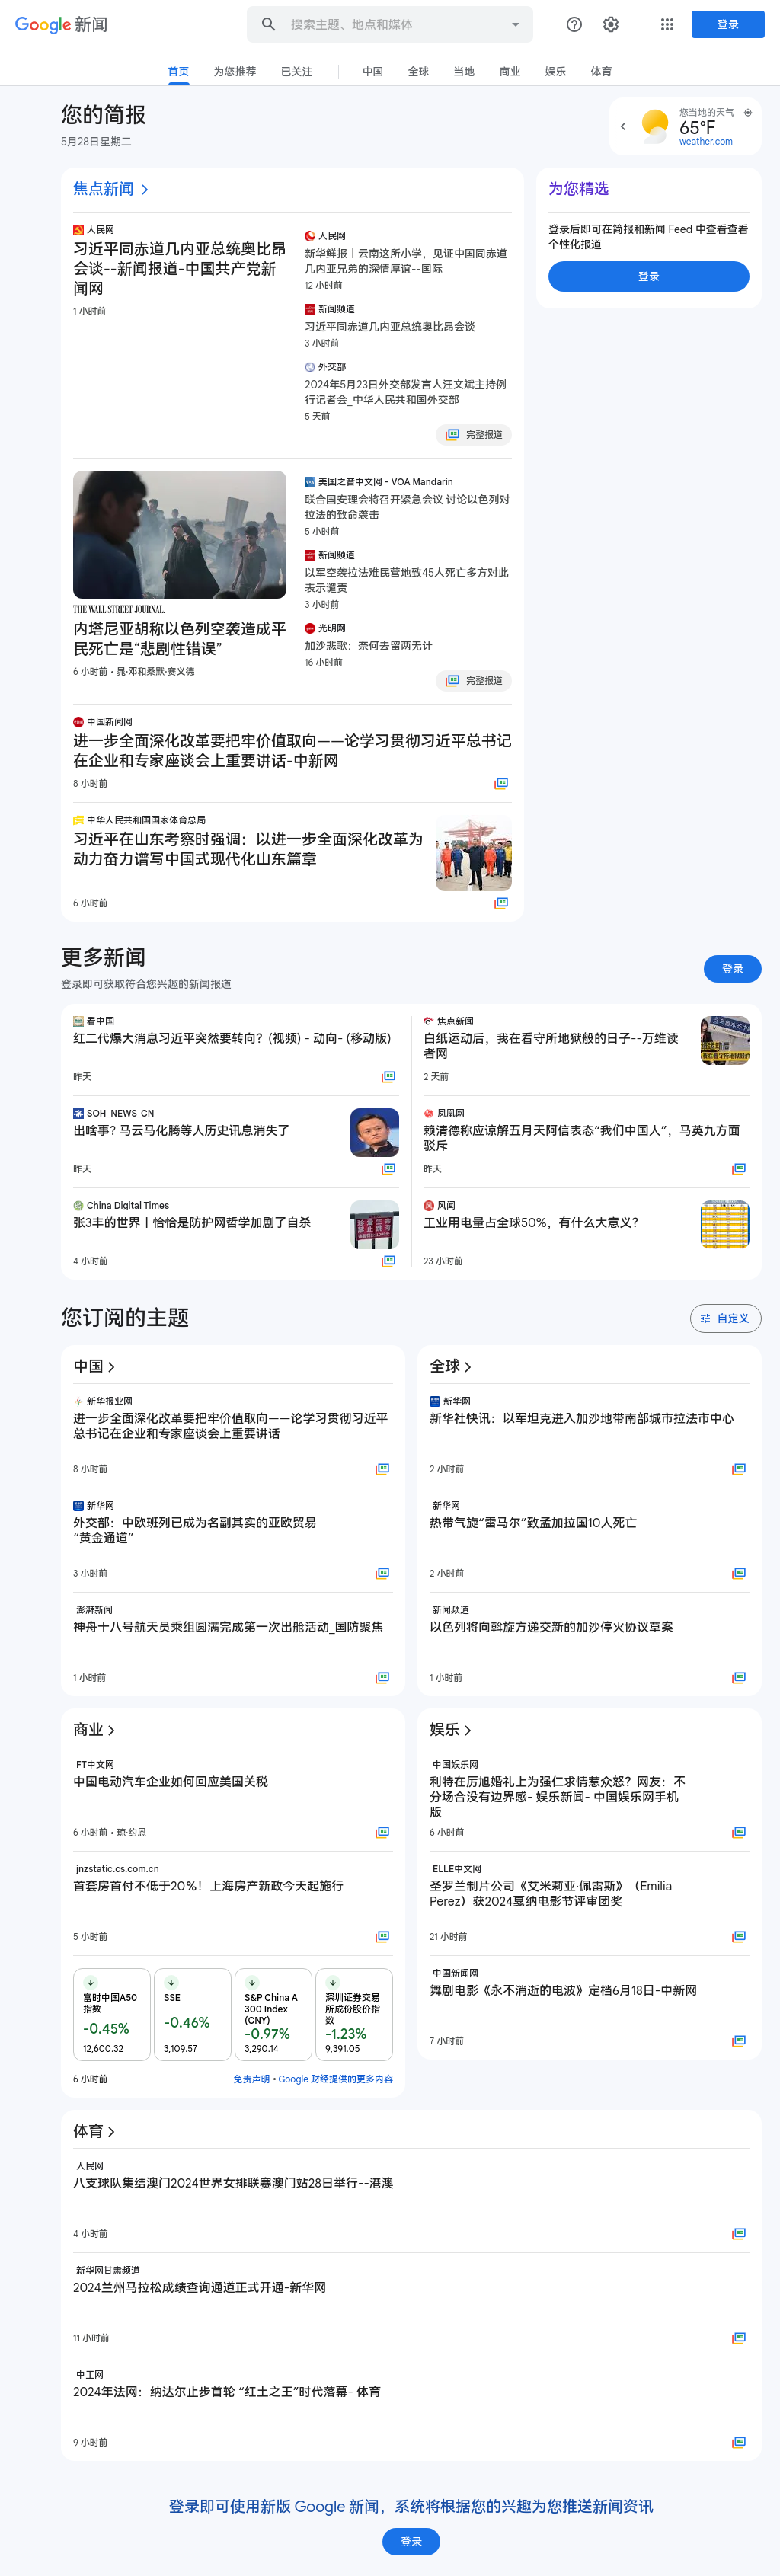 Google 新闻
搜索主题、地点和媒体
登录
首页
为您推荐
已关注
中国
全球
当地
商业
娱乐
体育
您的简报
5月28日星期二
您当地的天气
65°F
weather.com
焦点新闻
人民网
习近平同赤道几内亚总统奥比昂
会谈--新闻报道-中国共产党新
闻网
1 小时前
人民网
新华鲜报丨云南这所小学，见证中国同赤道
几内亚兄弟的深情厚谊--国际
12 小时前
新闻频道
习近平同赤道几内亚总统奥比昂会谈
3 小时前
外交部
2024年5月23日外交部发言人汪文斌主持例
行记者会_中华人民共和国外交部
5 天前
完整报道
为您精选
登录后即可在简报和新闻 Feed 中查看查看
个性化报道
登录
THE WALL STREET JOURNAL.
内塔尼亚胡称以色列空袭造成平
民死亡是“悲剧性错误”
6 小时前 • 晁·邓和桑默·赛义德
美国之音中文网 - VOA Mandarin
联合国安理会将召开紧急会议 讨论以色列对
拉法的致命袭击
5 小时前
新闻频道
以军空袭拉法难民营地致45人死亡多方对此
表示谴责
3 小时前
光明网
加沙悲歌：奈何去留两无计
16 小时前
完整报道
中国新闻网
进一步全面深化改革要把牢价值取向——论学习贯彻习近平总书记
在企业和专家座谈会上重要讲话-中新网
8 小时前
中华人民共和国国家体育总局
习近平在山东考察时强调：以进一步全面深化改革为
动力奋力谱写中国式现代化山东篇章
6 小时前
更多新闻
登录即可获取符合您兴趣的新闻报道
登录
看中国
红二代爆大消息习近平突然要转向？(视频) - 动向- (移动版)
昨天
焦点新闻
白纸运动后，我在看守所地狱般的日子--万维读
者网
2 天前
SOH NEWS CN
出啥事? 马云马化腾等人历史讯息消失了
昨天
凤凰网
赖清德称应谅解五月天阿信表态“我们中国人”，马英九方面
驳斥
昨天
China Digital Times
张3丰的世界丨恰恰是防护网哲学加剧了自杀
4 小时前
风闻
工业用电量占全球50%，有什么大意义？
23 小时前
您订阅的主题
自定义
中国
新华报业网
进一步全面深化改革要把牢价值取向——论学习贯彻习近平
总书记在企业和专家座谈会上重要讲话
8 小时前
新华网
外交部：中欧班列已成为名副其实的亚欧贸易
“黄金通道”
3 小时前
澎湃新闻
神舟十八号航天员乘组圆满完成第一次出舱活动_国防聚焦
1 小时前
全球
新华网
新华社快讯：以军坦克进入加沙地带南部城市拉法市中心
2 小时前
新华网
热带气旋“雷马尔”致孟加拉国10人死亡
2 小时前
新闻频道
以色列将向斡旋方递交新的加沙停火协议草案
1 小时前
商业
FT中文网
中国电动汽车企业如何回应美国关税
6 小时前 • 琼·约恩
jnzstatic.cs.com.cn
首套房首付不低于20％！上海房产新政今天起施行
5 小时前
富时中国A50
指数
-0.45%
12,600.32
SSE
-0.46%
3,109.57
S&P China A
300 Index
(CNY)
-0.97%
3,290.14
深圳证券交易
所成份股价指
数
-1.23%
9,391.05
6 小时前
免责声明 • Google 财经提供的更多内容
娱乐
中国娱乐网
利特在厉旭婚礼上为强仁求情惹众怒？网友：不
分场合没有边界感- 娱乐新闻- 中国娱乐网手机
版
6 小时前
ELLE中文网
圣罗兰制片公司《艾米莉亚·佩雷斯》（Emilia
Perez）获2024戛纳电影节评审团奖
21 小时前
中国新闻网
舞剧电影《永不消逝的电波》定档6月18日-中新网
7 小时前
体育
人民网
八支球队集结澳门2024世界女排联赛澳门站28日举行--港澳
4 小时前
新华网甘肃频道
2024兰州马拉松成绩查询通道正式开通-新华网
11 小时前
中工网
2024年法网：纳达尔止步首轮 “红土之王”时代落幕- 体育
9 小时前
登录即可使用新版 Google 新闻，系统将根据您的兴趣为您推送新闻资讯
登录